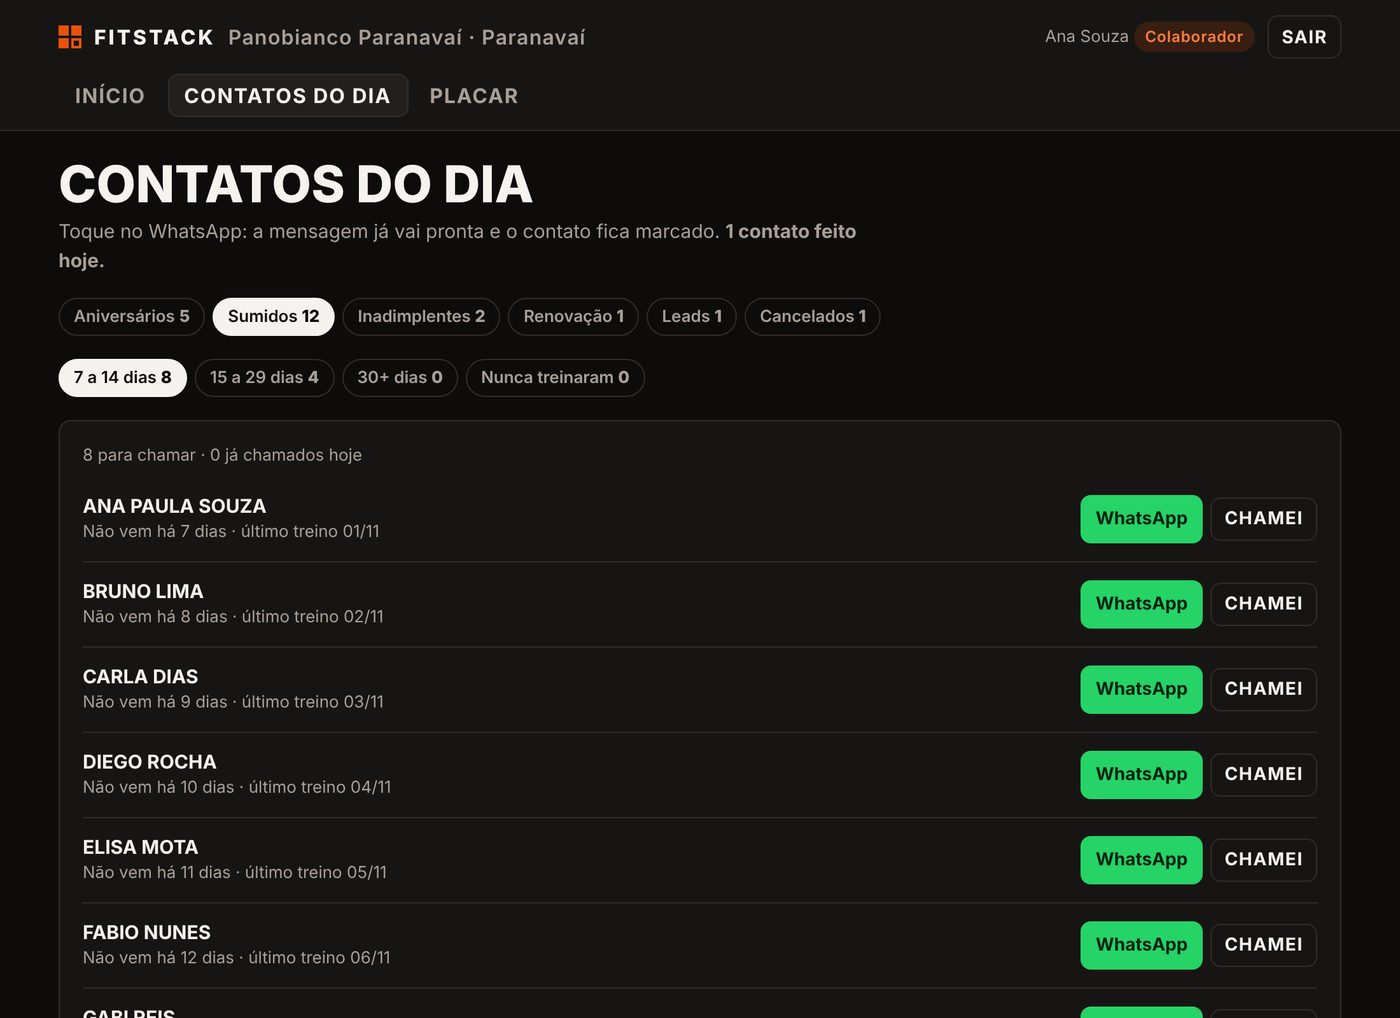 FITSTACK Panobianco Paranavaí · Paranavaí
Ana Souza Colaborador SAIR
INÍCIO CONTATOS DO DIA PLACAR
CONTATOS DO DIA
Toque no WhatsApp: a mensagem já vai pronta e o contato fica marcado. 1 contato feito
hoje.
Aniversários 5 Sumidos 12 Inadimplentes 2 Renovação 1 Leads 1 Cancelados 1
7 a 14 dias 8 15 a 29 dias 4 30+ dias 0 Nunca treinaram 0
8 para chamar · 0 já chamados hoje
ANA PAULA SOUZA
Não vem há 7 dias · último treino 01/11
WhatsApp CHAMEI
BRUNO LIMA
Não vem há 8 dias · último treino 02/11
WhatsApp CHAMEI
CARLA DIAS
Não vem há 9 dias · último treino 03/11
WhatsApp CHAMEI
DIEGO ROCHA
Não vem há 10 dias · último treino 04/11
WhatsApp CHAMEI
ELISA MOTA
Não vem há 11 dias · último treino 05/11
WhatsApp CHAMEI
FABIO NUNES
Não vem há 12 dias · último treino 06/11
WhatsApp CHAMEI
GABI REIS